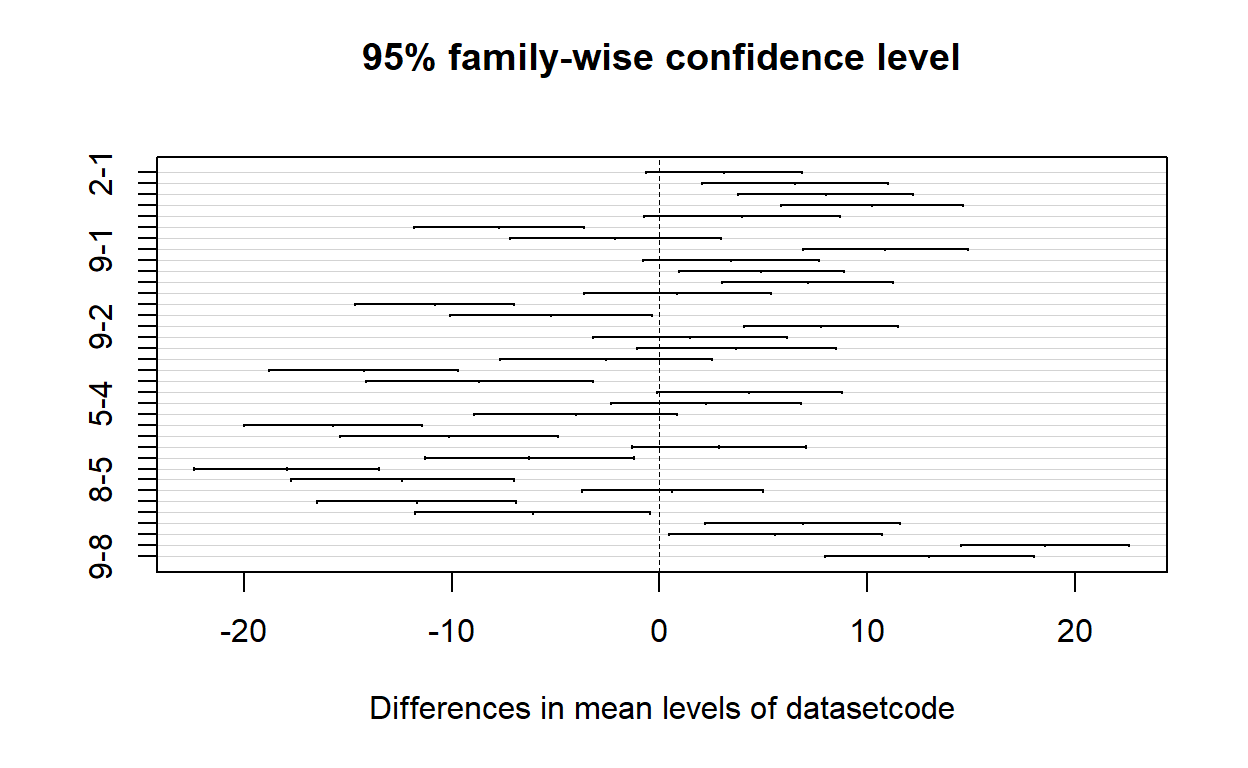 95% family-wise confidence level
2-1
9-1
9-2
5-4
8-5
9-8
-20 -10 0 10 20
Differences in mean levels of datasetcode